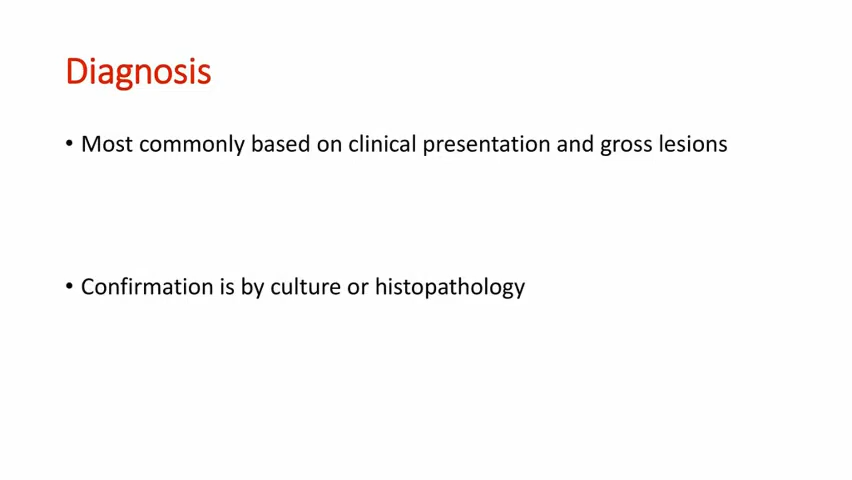 Diagnosis
• Most commonly based on clinical presentation and gross lesions
• Confirmation is by culture or histopathology